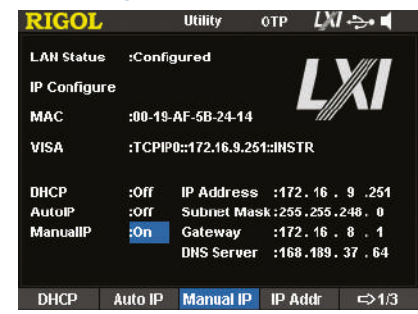 RIGOL Utility OTP LXI
LAN Status :Configured
IP Configure
LXI
MAC :00-19-AF-5B-24-14
VISA :TCPIP0::172.16.9.251::INSTR
DHCP :Off IP Address :172. 16 . 9 .251
AutoIP :Off Subnet Mask:255.255.248. 0
ManualIP :On Gateway :172. 16 . 8 . 1
DNS Server :168.189. 37 . 64
DHCP Auto IP Manual IP IP Addr ⇨1/3